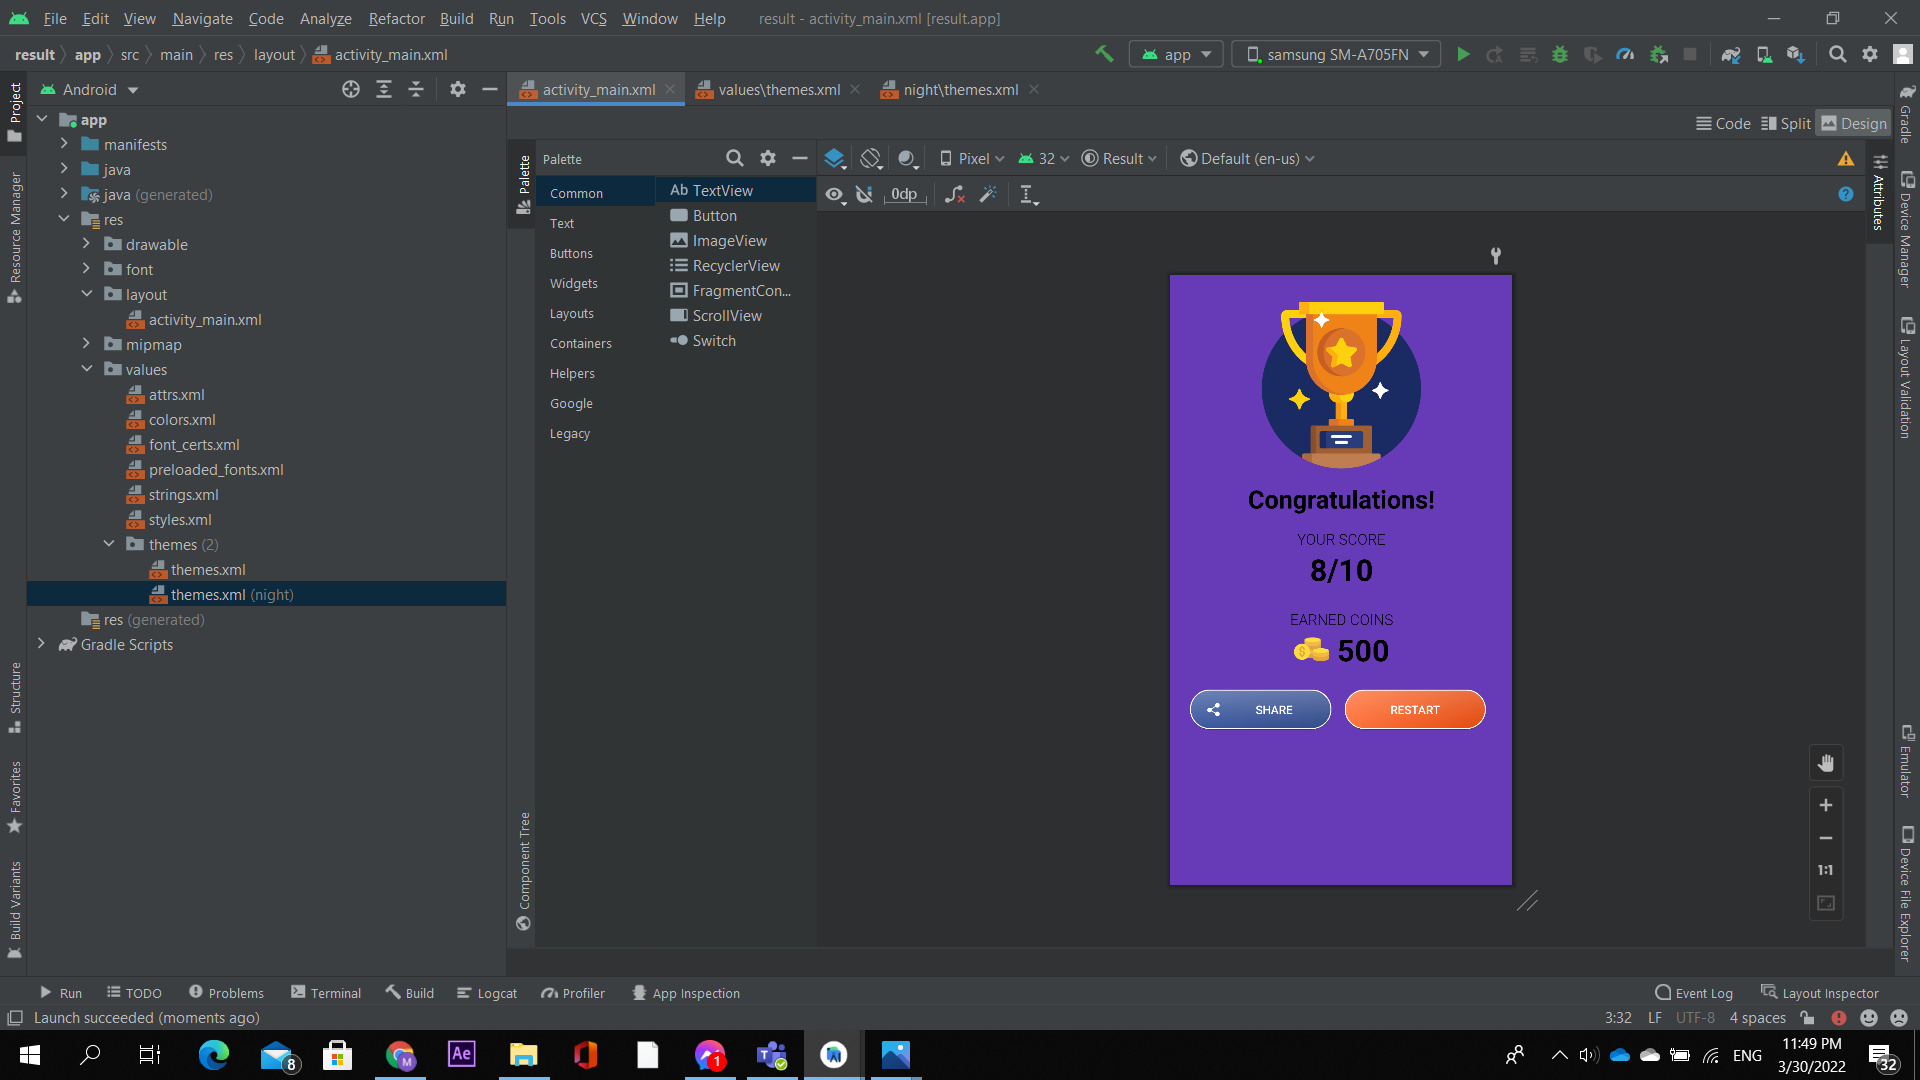 File Edit View Navigate Code Analyze Refactor Build Run Tools VCS Window Help result - activity_main.xml [result.app]
result app src main res layout activity_main.xml app samsung SM-A705FN
Project
Android
activity_main.xml values\themes.xml night\themes.xml
Code Split Design
app
manifests
java
java (generated)
res
drawable
font
layout
activity_main.xml
mipmap
values
attrs.xml
colors.xml
font_certs.xml
preloaded_fonts.xml
strings.xml
styles.xml
themes (2)
themes.xml
themes.xml (night)
res (generated)
Gradle Scripts
Resource Manager
Structure
Favorites
Build Variants
Palette
Component Tree
Palette
Common
Text
Buttons
Widgets
Layouts
Containers
Helpers
Google
Legacy
Ab TextView
Button
ImageView
RecyclerView
FragmentCon...
ScrollView
Switch
Pixel 32 Result Default (en-us)
0dp
Congratulations!
YOUR SCORE
8/10
EARNED COINS
500
SHARE RESTART
1:1
Attributes
Gradle
Device Manager
Layout Validation
Emulator
Device File Explorer
Run TODO Problems Terminal Build Logcat Profiler App Inspection Event Log Layout Inspector
Launch succeeded (moments ago) 3:32 LF UTF-8 4 spaces
8 M Ae 1 ENG 11:49 PM
3/30/2022 32